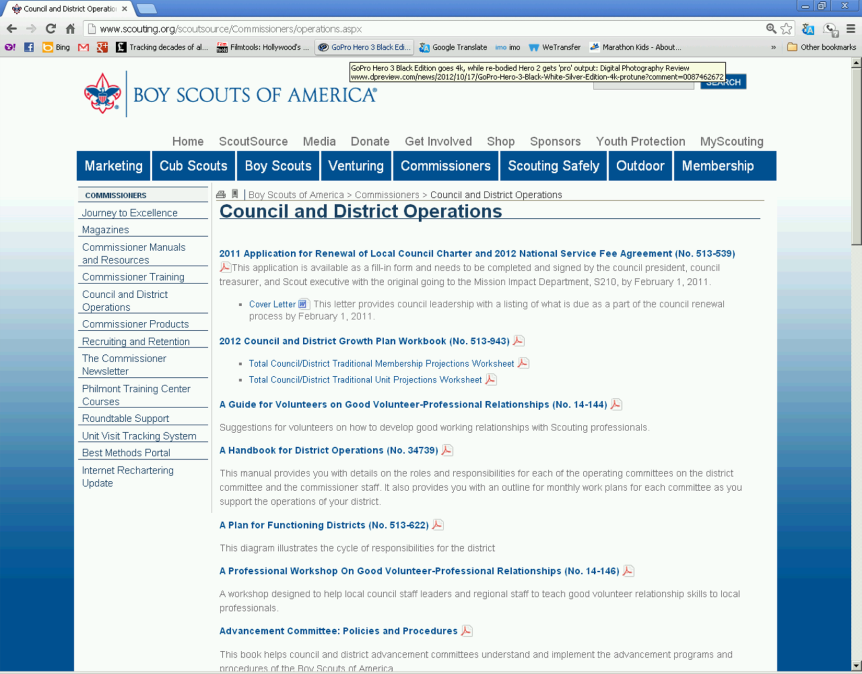 Council and District Operation
www.scouting.org/scoutsource/Commissioners/operations.aspx
Bing
Tracking decades of al...
Filmtools: Hollywood's ...
GoPro Hero 3 Black Edi...
Google Translate
imo imo
WeTransfer
Marathon Kids - About...
»
Other bookmarks
GoPro Hero 3 Black Edition goes 4k, while re-bodied Hero 2 gets 'pro' output: Digital Photography Review
www.dpreview.com/news/2012/10/17/GoPro-Hero-3-Black-White-Silver-Edition-4k-protune?comment=0087462672
BOY SCOUTS OF AMERICA®
SEARCH
Home ScoutSource Media Donate Get Involved Shop Sponsors Youth Protection MyScouting
Marketing Cub Scouts Boy Scouts Venturing Commissioners Scouting Safely Outdoor Membership
COMMISSIONERS
Journey to Excellence
Magazines
Commissioner Manuals
and Resources
Commissioner Training
Council and District
Operations
Commissioner Products
Recruiting and Retention
The Commissioner
Newsletter
Philmont Training Center
Courses
Roundtable Support
Unit Visit Tracking System
Best Methods Portal
Internet Rechartering
Update
| Boy Scouts of America > Commissioners > Council and District Operations
Council and District Operations
2011 Application for Renewal of Local Council Charter and 2012 National Service Fee Agreement (No. 513-539)
This application is available as a fill-in form and needs to be completed and signed by the council president, council
treasurer, and Scout executive with the original going to the Mission Impact Department, S210, by February 1, 2011.
Cover Letter This letter provides council leadership with a listing of what is due as a part of the council renewal
process by February 1, 2011.
2012 Council and District Growth Plan Workbook (No. 513-943)
Total Council/District Traditional Membership Projections Worksheet
Total Council/District Traditional Unit Projections Worksheet
A Guide for Volunteers on Good Volunteer-Professional Relationships (No. 14-144)
Suggestions for volunteers on how to develop good working relationships with Scouting professionals.
A Handbook for District Operations (No. 34739)
This manual provides you with details on the roles and responsibilities for each of the operating committees on the district
committee and the commissioner staff. It also provides you with an outline for monthly work plans for each committee as you
support the operations of your district.
A Plan for Functioning Districts (No. 513-622)
This diagram illustrates the cycle of responsibilities for the district
A Professional Workshop On Good Volunteer-Professional Relationships (No. 14-146)
A workshop designed to help local council staff leaders and regional staff to teach good volunteer relationship skills to local
professionals.
Advancement Committee: Policies and Procedures
This book helps council and district advancement committees understand and implement the advancement programs and
procedures of the Boy Scouts of America.